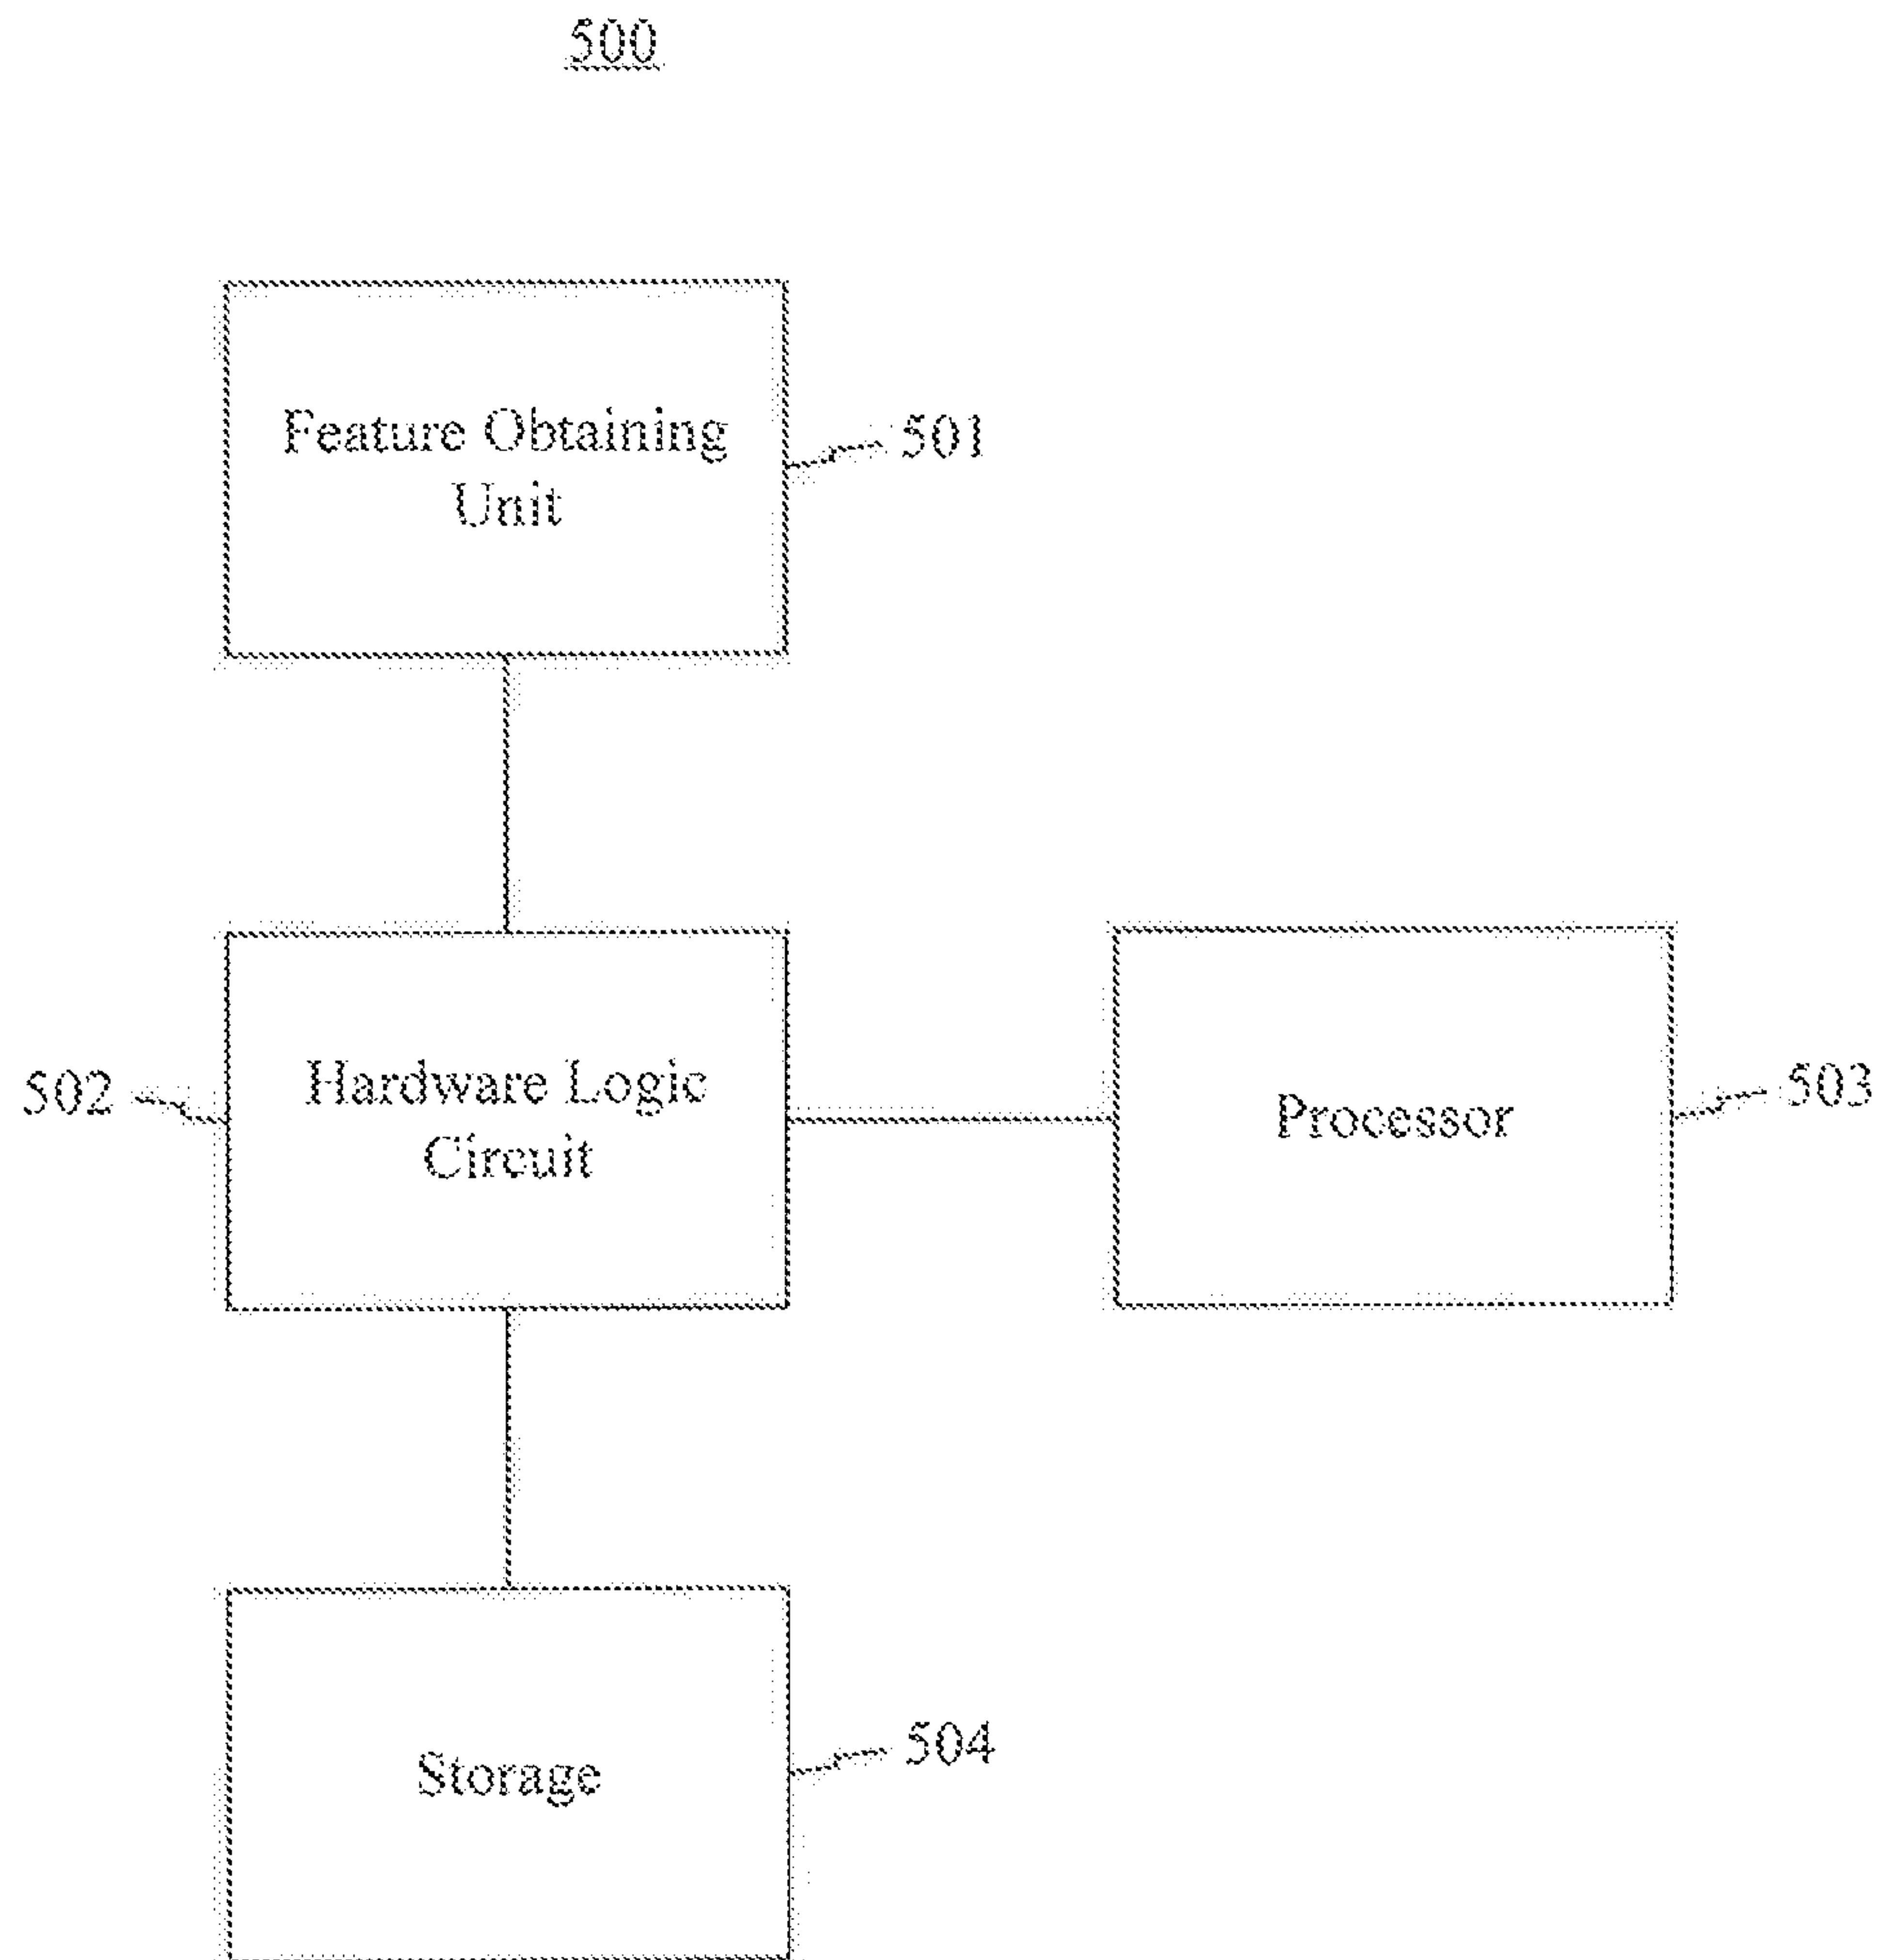 500
Feature Obtaining
Unit
501
502
Hardware Logic
Circuit
Processor
503
Storage
504